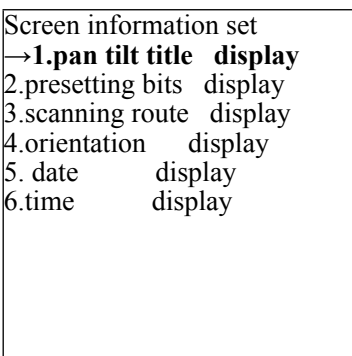 Screen information set
→1.pan tilt title display
2.presetting bits display
3.scanning route display
4.orientation display
5. date display
6.time display